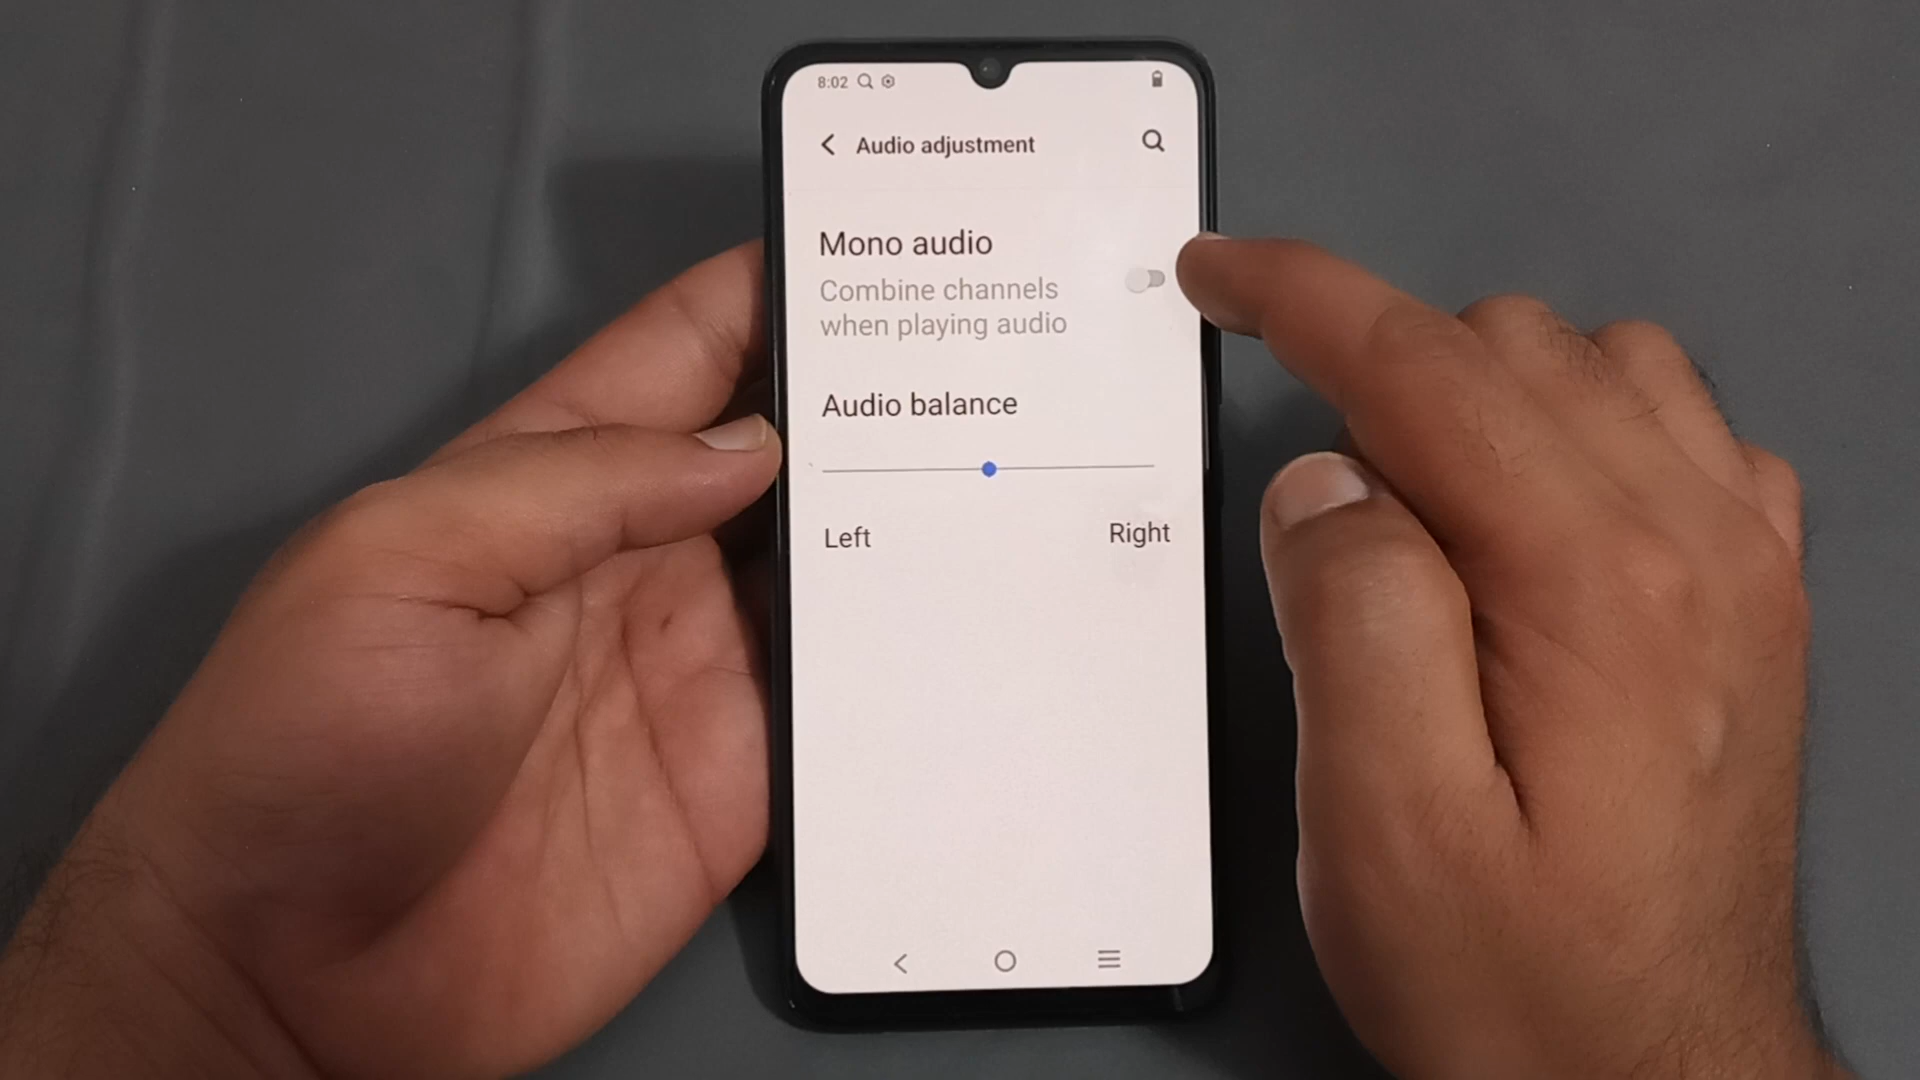 8:02
Audio adjustment
Mono audio
Combine channels
when playing audio
Audio balance
Left
Right